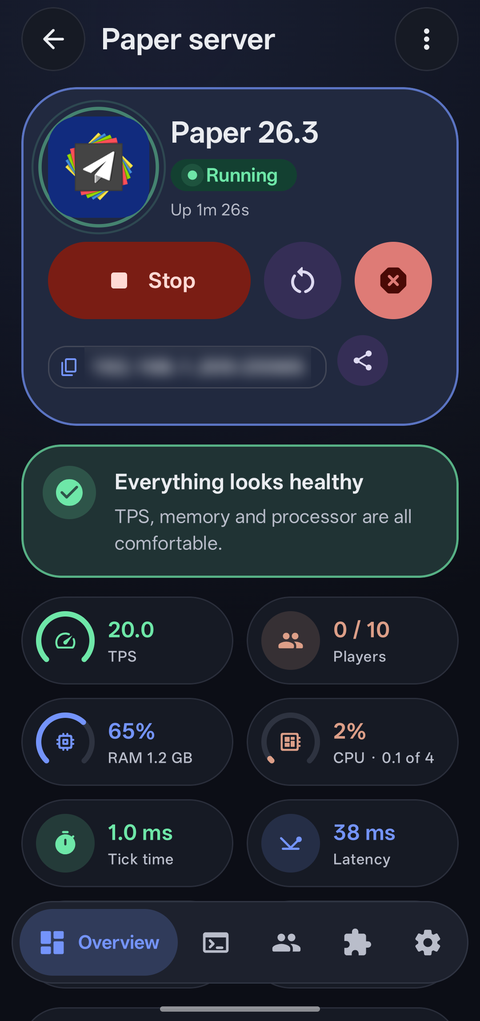 Paper server
Paper 26.3
Running
Up 1m 26s
Stop
Everything looks healthy
TPS, memory and processor are all
comfortable.
20.0
TPS
0 / 10
Players
65%
RAM 1.2 GB
2%
CPU · 0.1 of 4
1.0 ms
Tick time
38 ms
Latency
Overview